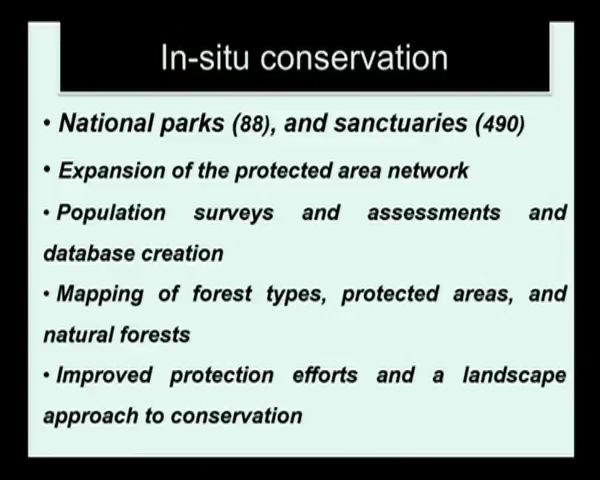 In-situ conservation
• National parks (88), and sanctuaries (490)
• Expansion of the protected area network
• Population surveys and assessments and
database creation
• Mapping of forest types, protected areas, and
natural forests
• Improved protection efforts and a landscape
approach to conservation